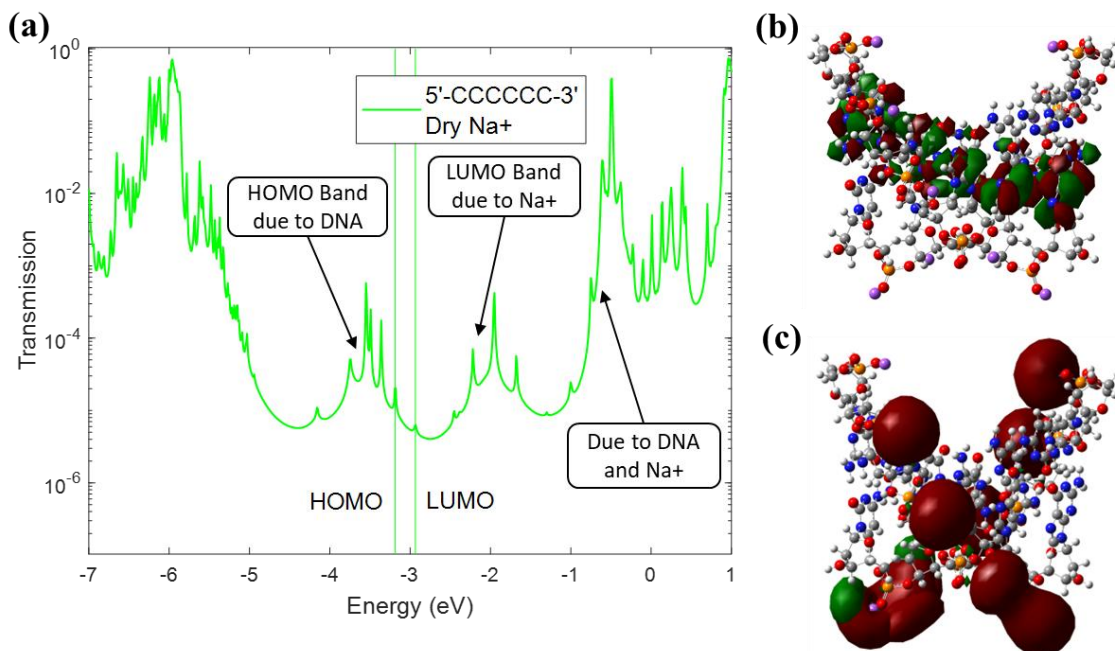 (a)
10^0
10^-2
10^-4
10^-6
Transmission
5'-CCCCCC-3'
Dry Na+
HOMO Band
due to DNA
LUMO Band
due to Na+
Due to DNA
and Na+
HOMO
LUMO
-7 -6 -5 -4 -3 -2 -1 0 1
Energy (eV)
(b)
(c)